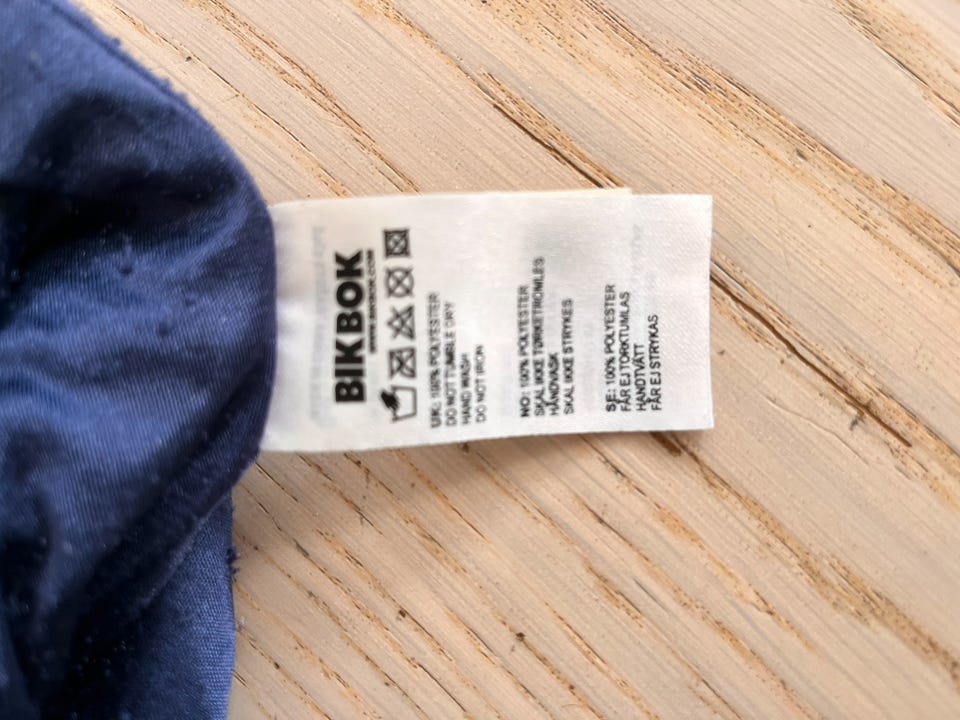 BIKBOK
WWW.BIKBOK.COM
UK: 100% POLYESTER
DO NOT TUMBLE DRY
HAND WASH
DO NOT IRON
NO: 100% POLYESTER
SKAL IKKE TØRKETROMLES
HÅNDVASK
SKAL IKKE STRYKES
SE: 100% POLYESTER
FÅR EJ TORKTUMLAS
HANDTVÄTT
FÅR EJ STRYKAS